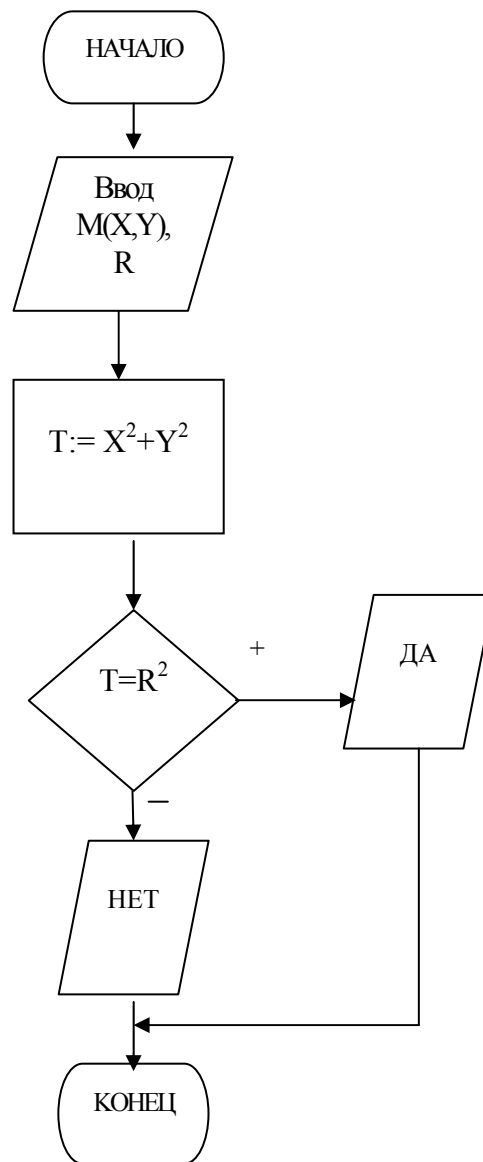 НАЧАЛО
Ввод
M(X,Y),
R
T:= X²+Y²
T=R²
+
ДА
–
НЕТ
КОНЕЦ